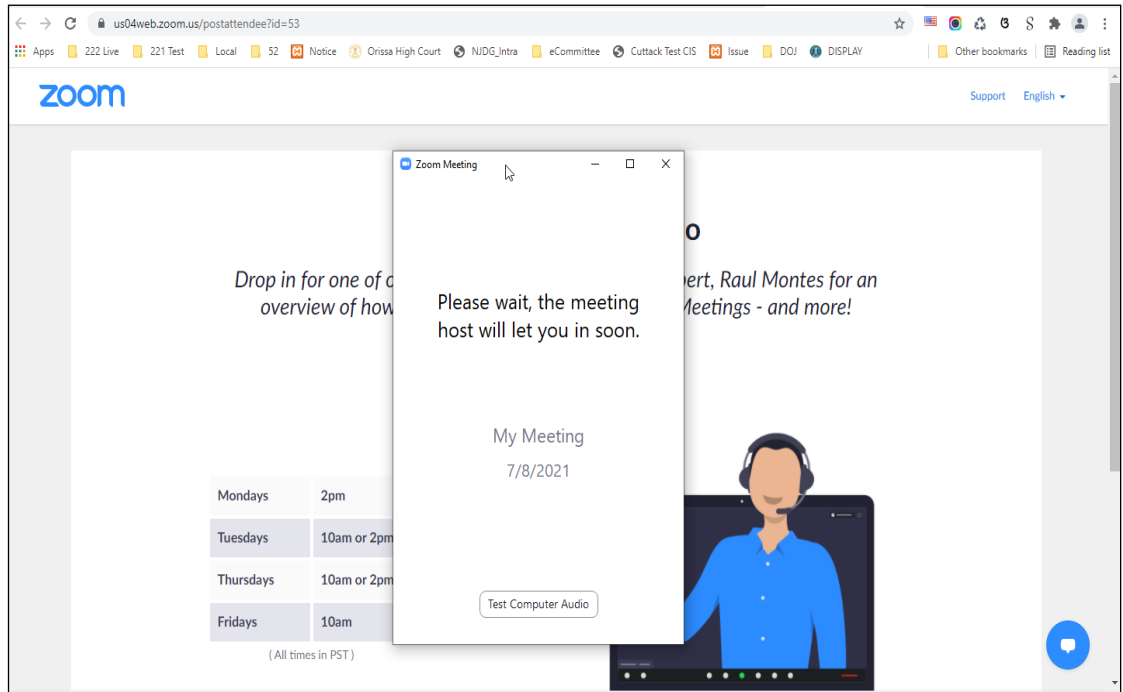 us04web.zoom.us/postattendee?id=53
Apps 222 Live 221 Test Local 52 Notice Orissa High Court NJDG_Intra eCommittee Cuttack Test CIS Issue DOJ DISPLAY Other bookmarks Reading list
zoom
Support English
Zoom Meeting
o
Drop in for one of o
ert, Raul Montes for an
overview of how
Meetings - and more!
Please wait, the meeting
host will let you in soon.
My Meeting
7/8/2021
Mondays 2pm
Tuesdays 10am or 2pm
Thursdays 10am or 2pm
Fridays 10am
( All times in PST )
Test Computer Audio